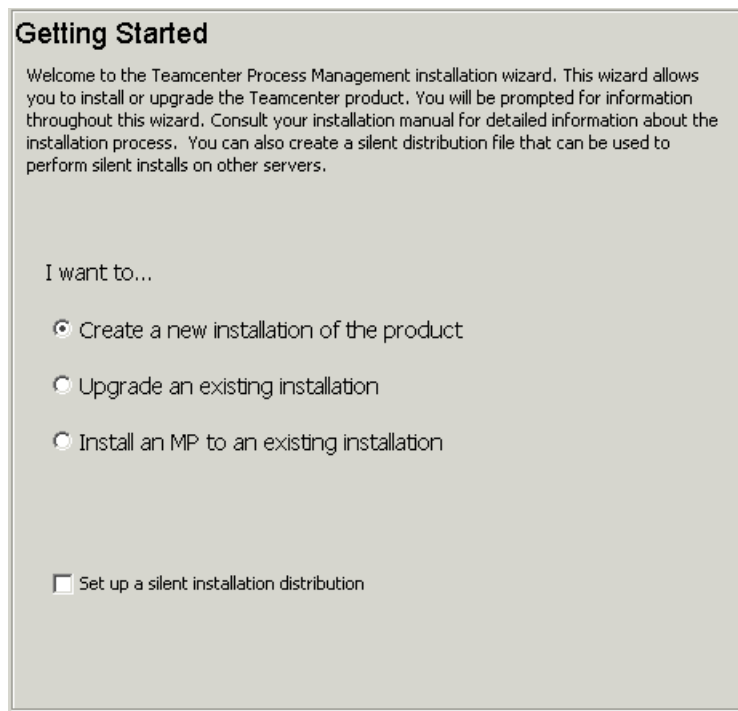 Getting Started
Welcome to the Teamcenter Process Management installation wizard. This wizard allows
you to install or upgrade the Teamcenter product. You will be prompted for information
throughout this wizard. Consult your installation manual for detailed information about the
installation process.  You can also create a silent distribution file that can be used to
perform silent installs on other servers.
I want to...
Create a new installation of the product
Upgrade an existing installation
Install an MP to an existing installation
Set up a silent installation distribution